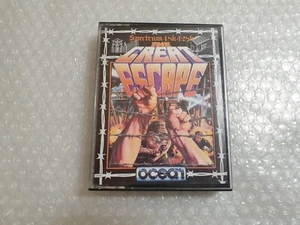 Spectrum 48k/128k
THE
GREAT
ESCAPE
ocean